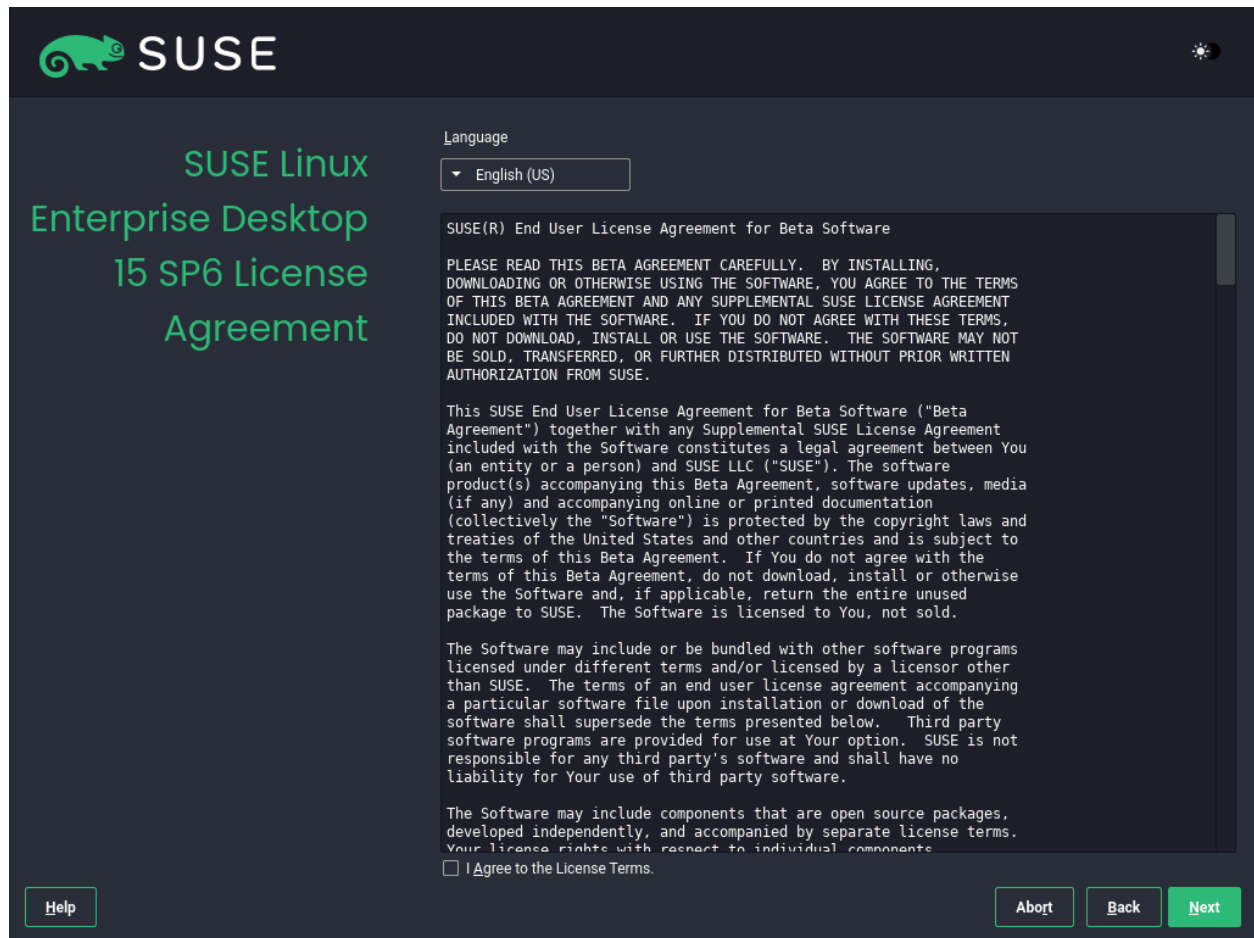 SUSE
SUSE Linux
Enterprise Desktop
15 SP6 License
Agreement
Language
English (US)
SUSE(R) End User License Agreement for Beta Software
PLEASE READ THIS BETA AGREEMENT CAREFULLY.  BY INSTALLING,
DOWNLOADING OR OTHERWISE USING THE SOFTWARE, YOU AGREE TO THE TERMS
OF THIS BETA AGREEMENT AND ANY SUPPLEMENTAL SUSE LICENSE AGREEMENT
INCLUDED WITH THE SOFTWARE.  IF YOU DO NOT AGREE WITH THESE TERMS,
DO NOT DOWNLOAD, INSTALL OR USE THE SOFTWARE.  THE SOFTWARE MAY NOT
BE SOLD, TRANSFERRED, OR FURTHER DISTRIBUTED WITHOUT PRIOR WRITTEN
AUTHORIZATION FROM SUSE.
This SUSE End User License Agreement for Beta Software ("Beta
Agreement") together with any Supplemental SUSE License Agreement
included with the Software constitutes a legal agreement between You
(an entity or a person) and SUSE LLC ("SUSE"). The software
product(s) accompanying this Beta Agreement, software updates, media
(if any) and accompanying online or printed documentation
(collectively the "Software") is protected by the copyright laws and
treaties of the United States and other countries and is subject to
the terms of this Beta Agreement.  If You do not agree with the
terms of this Beta Agreement, do not download, install or otherwise
use the Software and, if applicable, return the entire unused
package to SUSE.  The Software is licensed to You, not sold.
The Software may include or be bundled with other software programs
licensed under different terms and/or licensed by a licensor other
than SUSE.  The terms of an end user license agreement accompanying
a particular software file upon installation or download of the
software shall supersede the terms presented below.   Third party
software programs are provided for use at Your option.  SUSE is not
responsible for any third party's software and shall have no
liability for Your use of third party software.
The Software may include components that are open source packages,
developed independently, and accompanied by separate license terms.
Your license rights with respect to individual components
I Agree to the License Terms.
Help
Abort
Back
Next